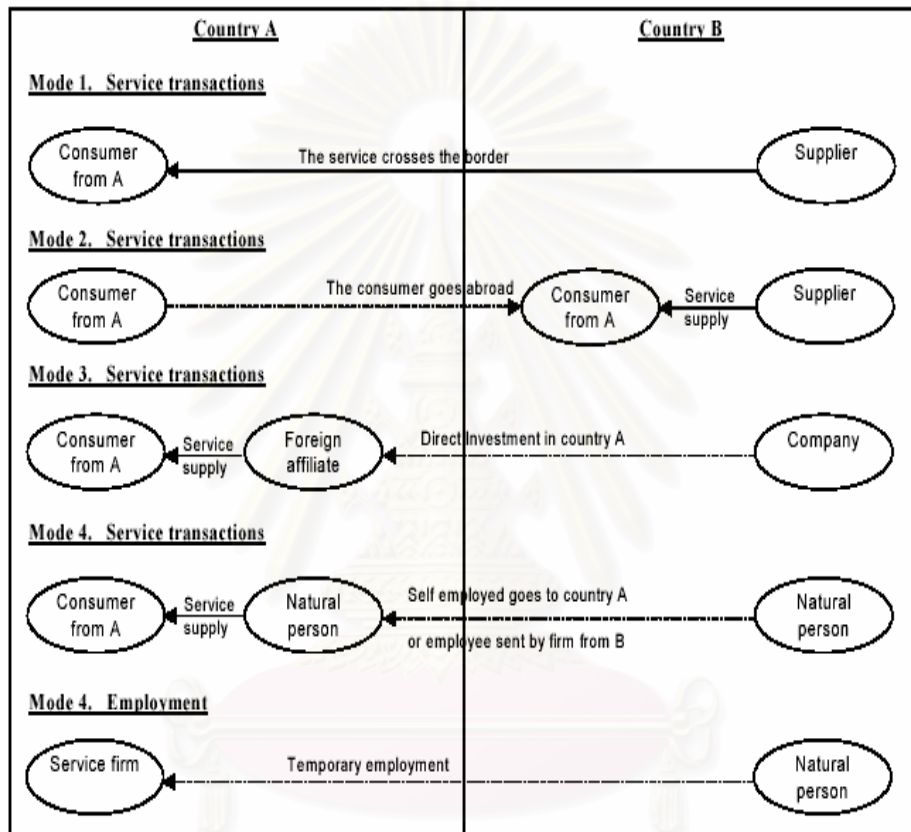 Country A
Country B
Mode 1. Service transactions
Consumer
from A
The service crosses the border
Supplier
Mode 2. Service transactions
Consumer
from A
The consumer goes abroad
Consumer
from A
Service
supply
Supplier
Mode 3. Service transactions
Consumer
from A
Service
supply
Foreign
affiliate
Direct Investment in country A
Company
Mode 4. Service transactions
Consumer
from A
Service
supply
Natural
person
Self employed goes to country A
or employee sent by firm from B
Natural
person
Mode 4. Employment
Service firm
Temporary employment
Natural
person